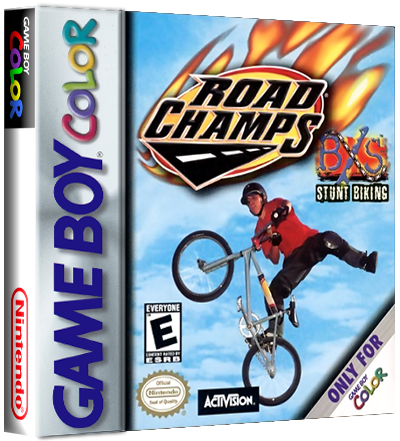 GAME BOY
COLOR
Nintendo
GAME BOY COLOR
ROAD
CHAMPS
BXS
STUNT BIKING
EVERYONE
E
CONTENT RATED BY
ESRB
Official
Nintendo
Seal of Quality
ACTIVISION.
ONLY FOR
GAME BOY
COLOR